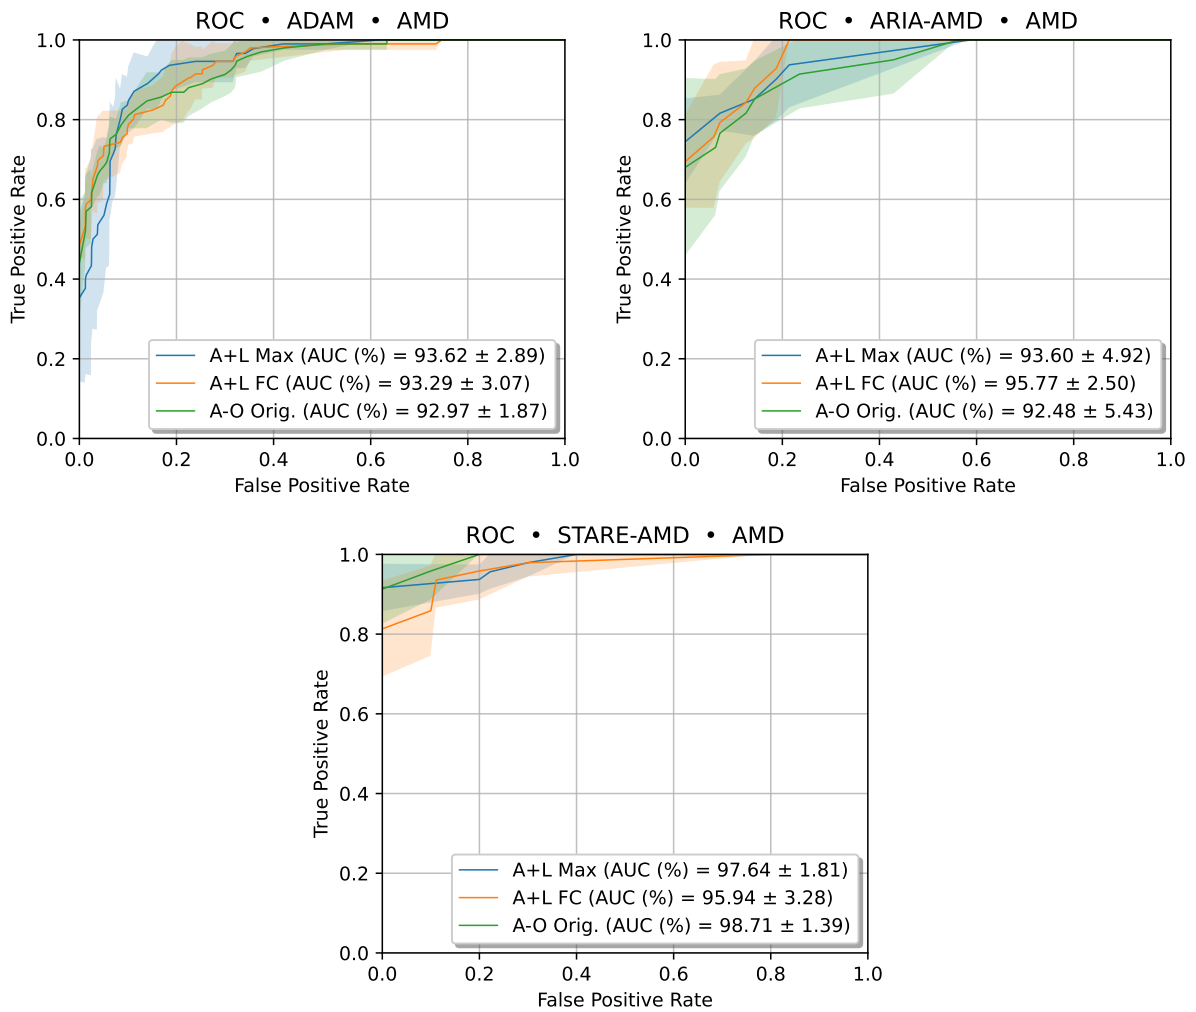 ROC • ADAM • AMD
1.0
0.8
0.6
0.4
0.2
0.0
True Positive Rate
A+L Max (AUC (%) = 93.62 ± 2.89)
A+L FC (AUC (%) = 93.29 ± 3.07)
A-O Orig. (AUC (%) = 92.97 ± 1.87)
0.0 0.2 0.4 0.6 0.8 1.0
False Positive Rate
ROC • ARIA-AMD • AMD
1.0
0.8
0.6
0.4
0.2
0.0
True Positive Rate
A+L Max (AUC (%) = 93.60 ± 4.92)
A+L FC (AUC (%) = 95.77 ± 2.50)
A-O Orig. (AUC (%) = 92.48 ± 5.43)
0.0 0.2 0.4 0.6 0.8 1.0
False Positive Rate
ROC • STARE-AMD • AMD
1.0
0.8
0.6
0.4
0.2
0.0
True Positive Rate
A+L Max (AUC (%) = 97.64 ± 1.81)
A+L FC (AUC (%) = 95.94 ± 3.28)
A-O Orig. (AUC (%) = 98.71 ± 1.39)
0.0 0.2 0.4 0.6 0.8 1.0
False Positive Rate